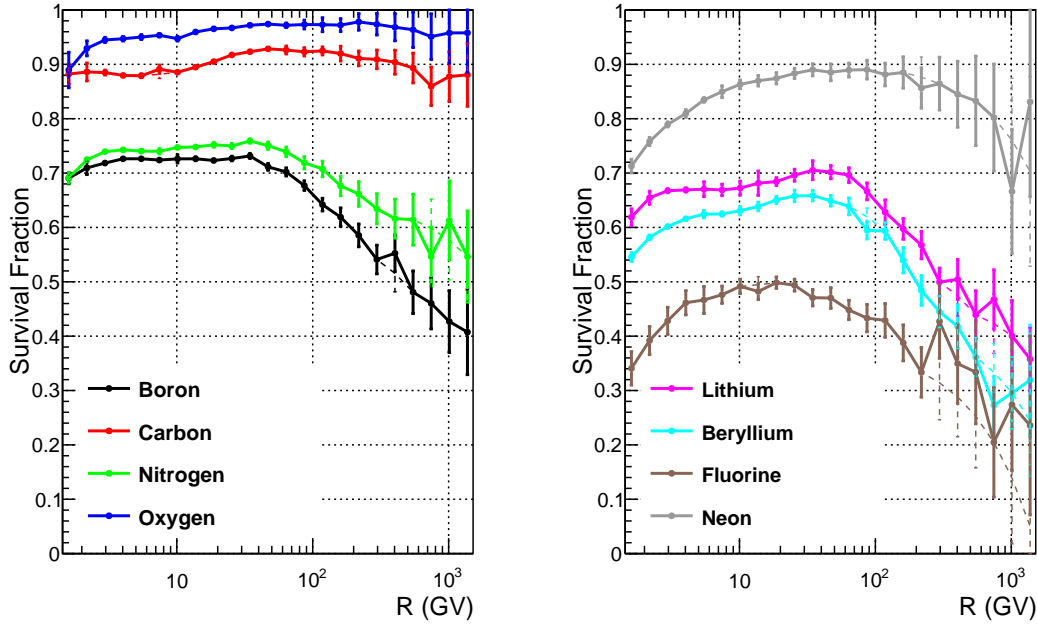 Survival Fraction
1
0.9
0.8
0.7
0.6
0.5
0.4
0.3
0.2
0.1
0
Boron
Carbon
Nitrogen
Oxygen
10
10²
10³
R (GV)
Survival Fraction
1
0.9
0.8
0.7
0.6
0.5
0.4
0.3
0.2
0.1
0
Lithium
Beryllium
Fluorine
Neon
10
10²
10³
R (GV)